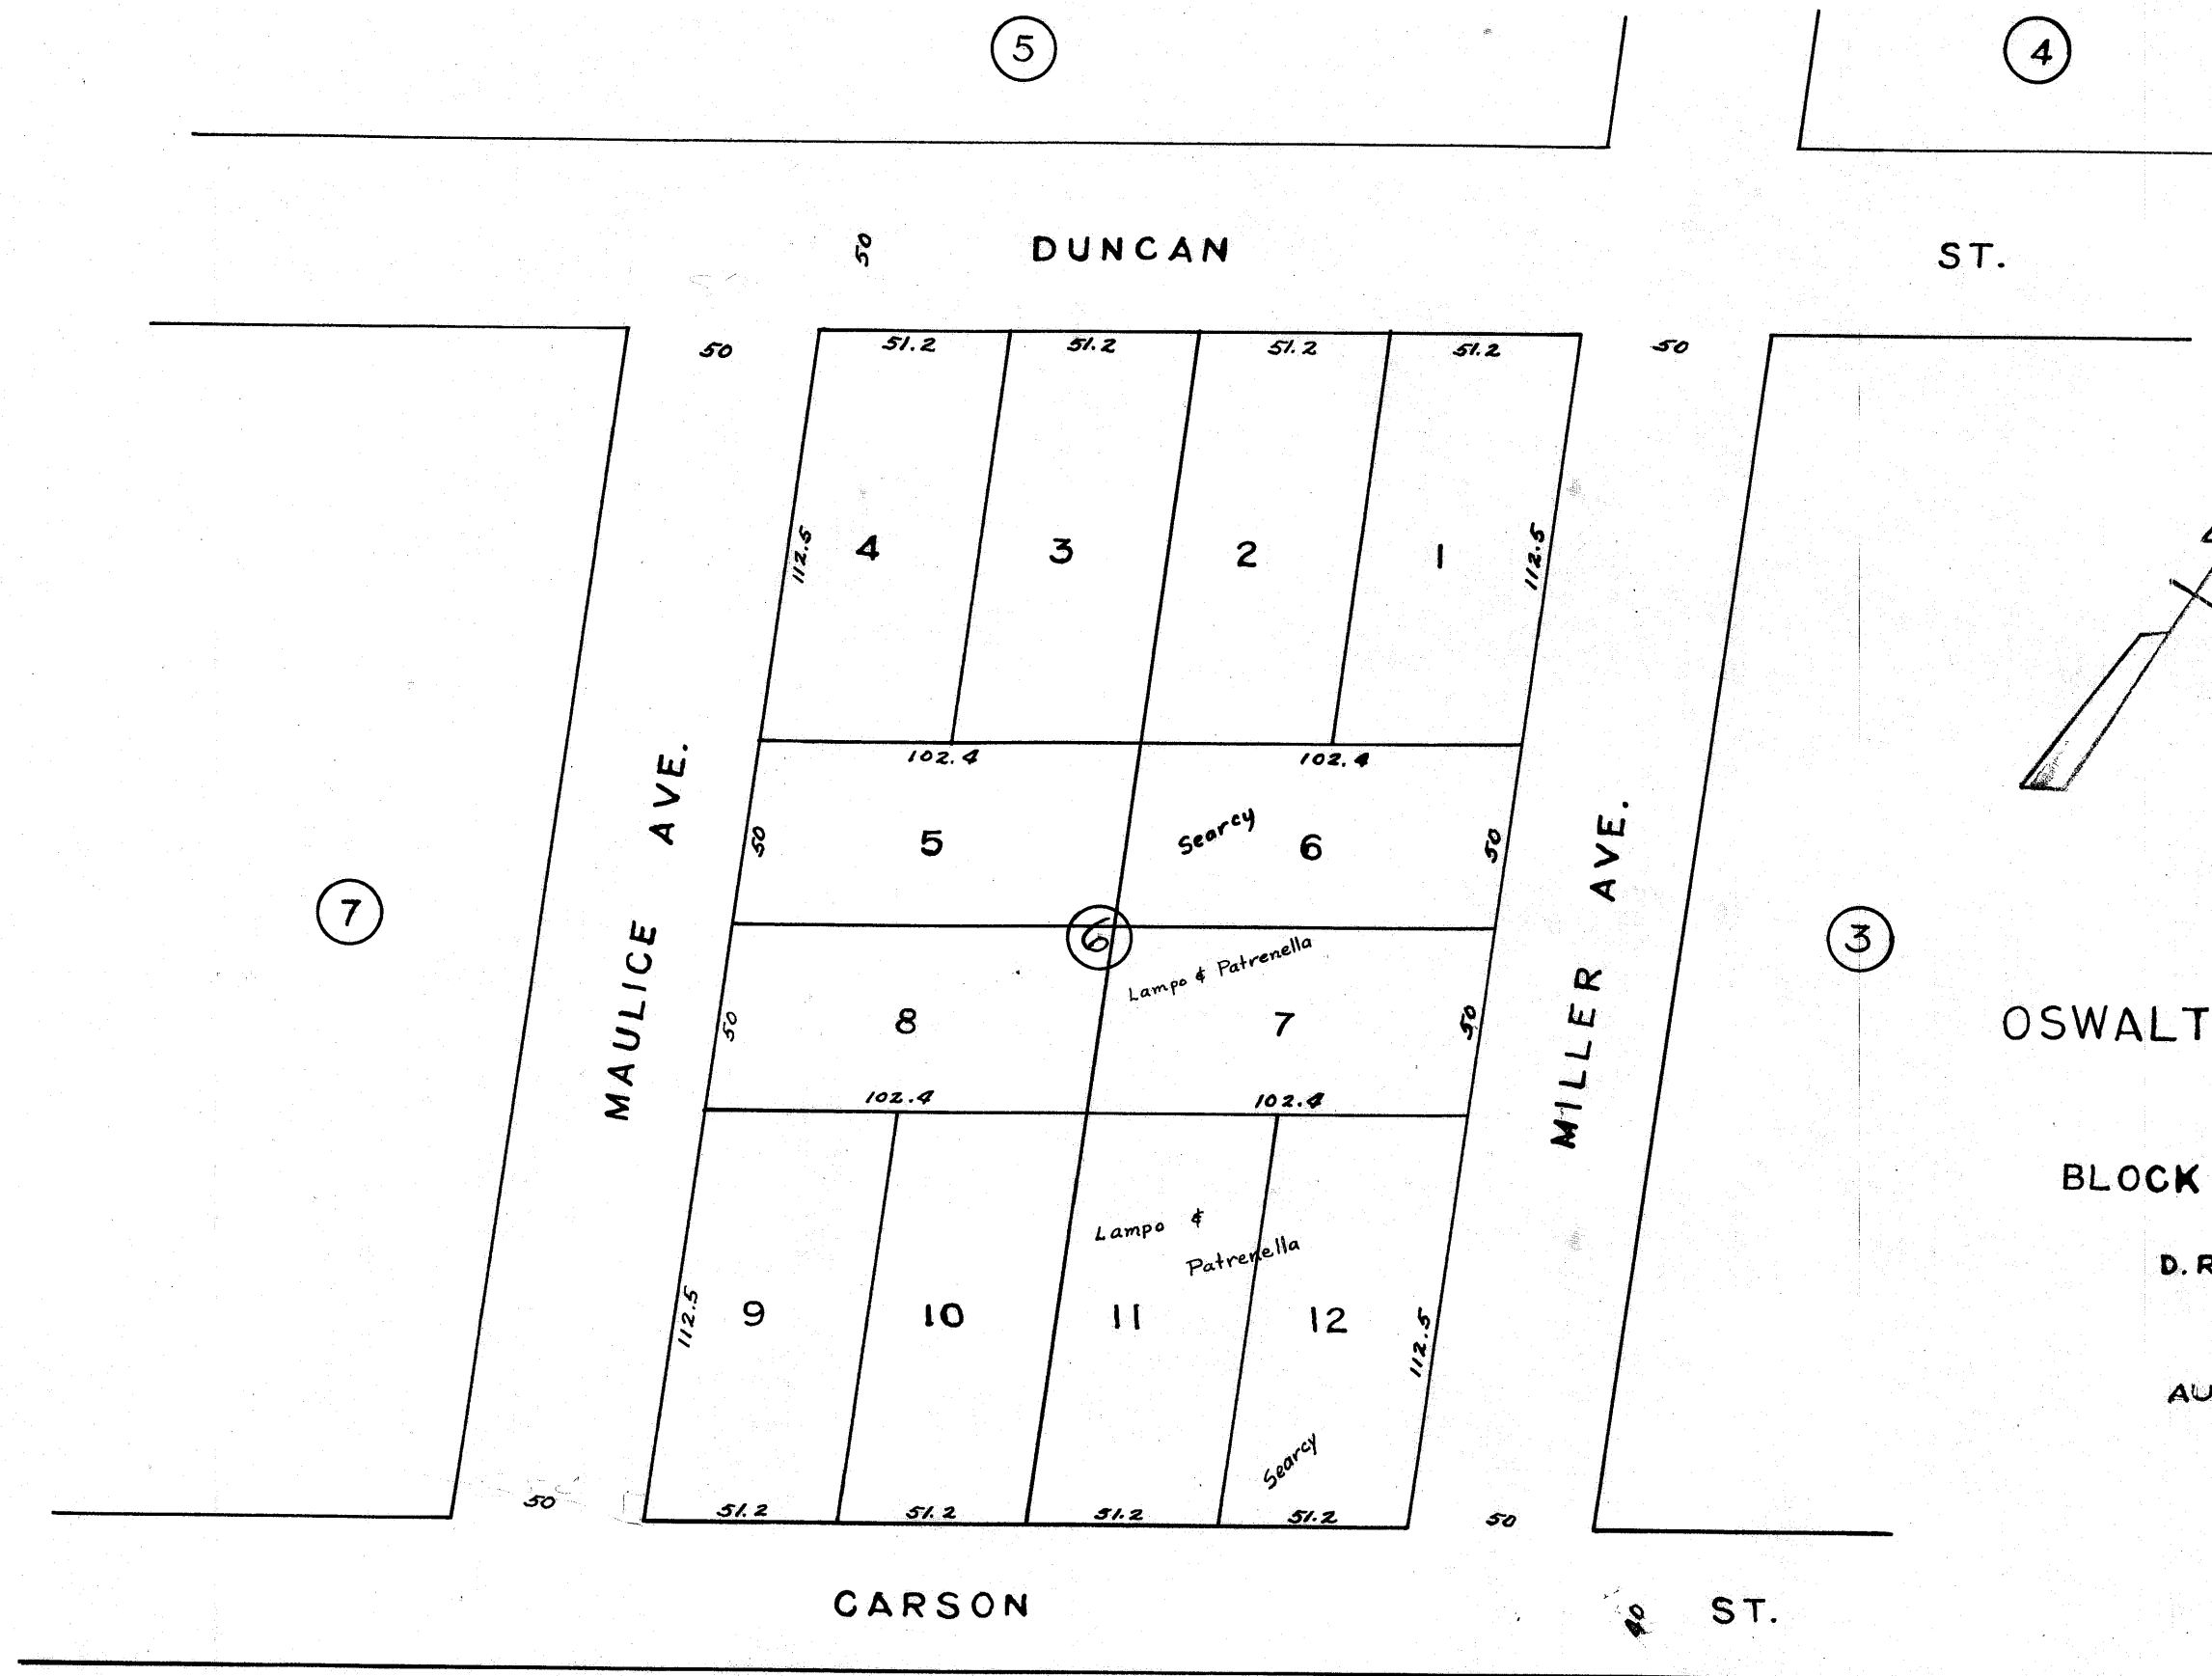 5
4
50
DUNCAN ST.
50 51.2 51.2 51.2 51.2 50
112.5 4 3 2 1 112.5
102.4 102.4
MAULICE AVE.
50 5 Searcy 6 50
MILLER AVE.
7
6
3
Lampo & Patrenella
50 8 7 50
OSWALT
102.4 102.4
BLOCK
Lampo &
Patrenella
D. R
112.5 9 10 11 12 112.5
AU
Searcy
50 51.2 51.2 51.2 51.2 50
CARSON ST.
40